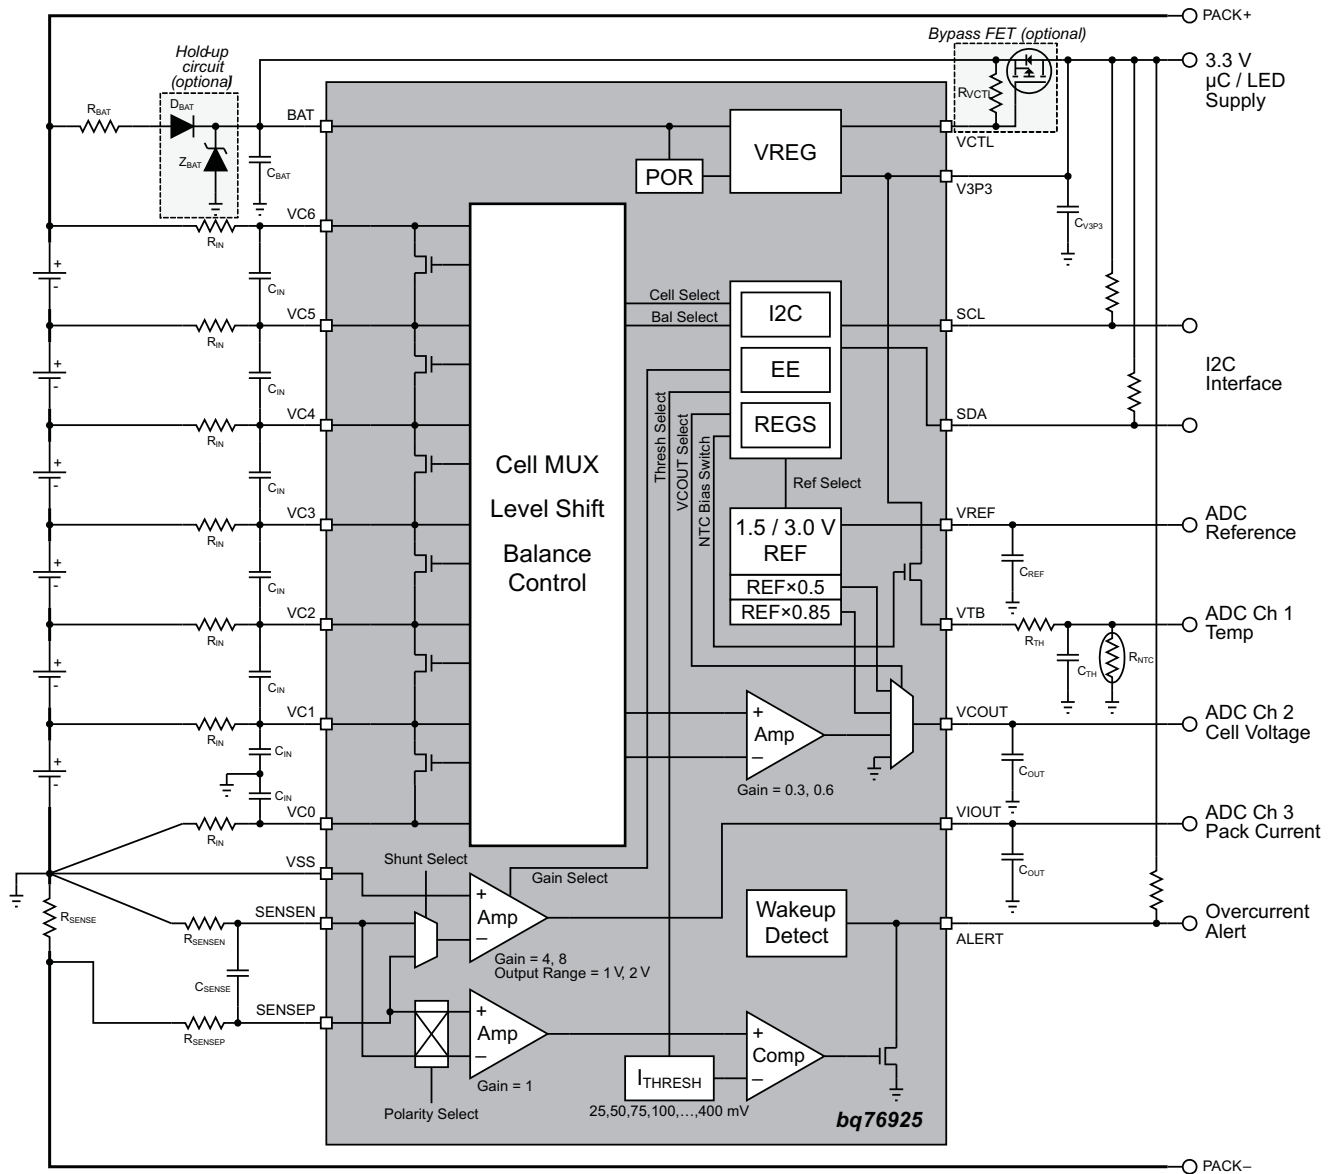 PACK+
Bypass FET (optional)
Hold-up
circuit
(optional)
3.3 V
µC / LED
Supply
RBAT
DBAT
ZBAT
CBAT
BAT
RVCTL
VCTL
VREG
POR
V3P3
CV3P3
VC6
RIN
+
-
CIN
Cell Select
Bal Select
I2C
EE
REGS
SCL
VC5
RIN
+
-
CIN
I2C
Interface
SDA
VC4
RIN
Thresh Select
VCOUT Select
NTC Bias Switch
Ref Select
Cell MUX
Level Shift
Balance
Control
+
-
CIN
VC3
RIN
1.5 / 3.0 V
REF
REF×0.5
REF×0.85
VREF
CREF
ADC
Reference
+
-
CIN
VC2
RIN
VTB
RTH
CTH
RNTC
ADC Ch 1
Temp
+
-
CIN
VC1
RIN
+
Amp
–
Gain = 0.3, 0.6
VCOUT
COUT
ADC Ch 2
Cell Voltage
+
-
CIN
CIN
VC0
RIN
VIOUT
COUT
ADC Ch 3
Pack Current
VSS
Shunt Select
Gain Select
RSENSE
RSENSEN
SENSEN
+
Amp
–
Gain = 4, 8
Output Range = 1 V, 2 V
Wakeup
Detect
ALERT
Overcurrent
Alert
CSENSE
SENSEP
RSENSEP
+
Amp
–
Gain = 1
Polarity Select
+
Comp
–
ITHRESH
25,50,75,100,...,400 mV
bq76925
PACK–